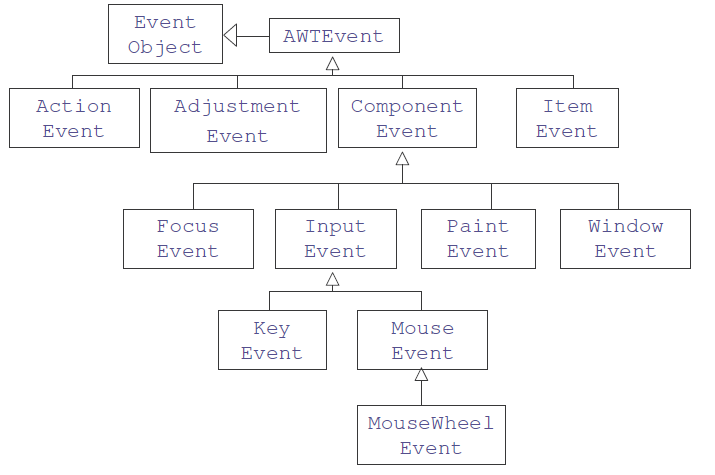 Event
Object
AWTEvent
Action
Event
Adjustment
Event
Component
Event
Item
Event
Focus
Event
Input
Event
Paint
Event
Window
Event
Key
Event
Mouse
Event
MouseWheel
Event